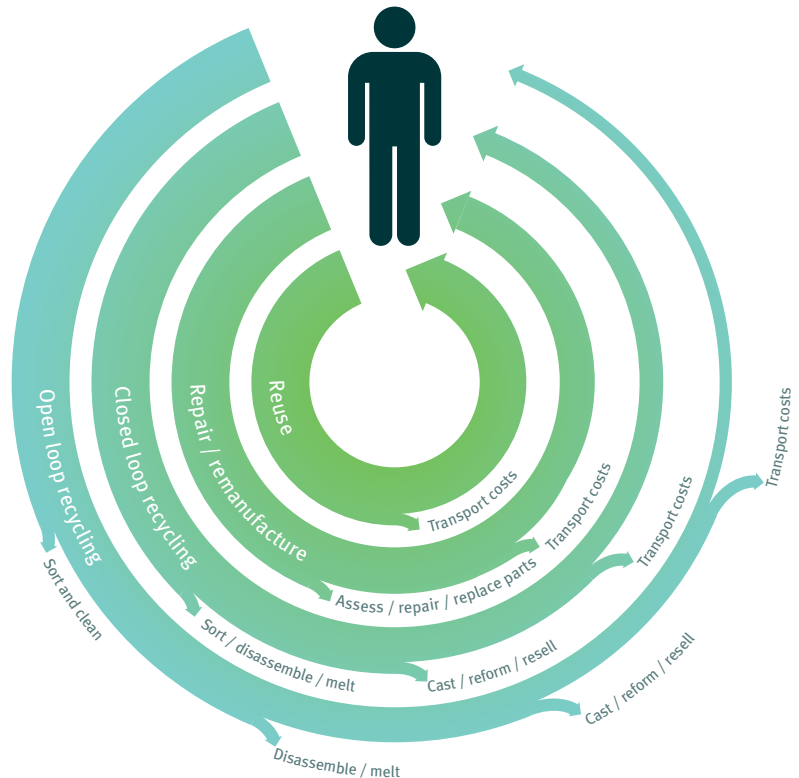 Reuse
Transport costs
Repair / remanufacture
Assess / repair / replace parts
Transport costs
Closed loop recycling
Sort / disassemble / melt
Cast / reform / resell
Transport costs
Open loop recycling
Sort and clean
Disassemble / melt
Cast / reform / resell
Transport costs